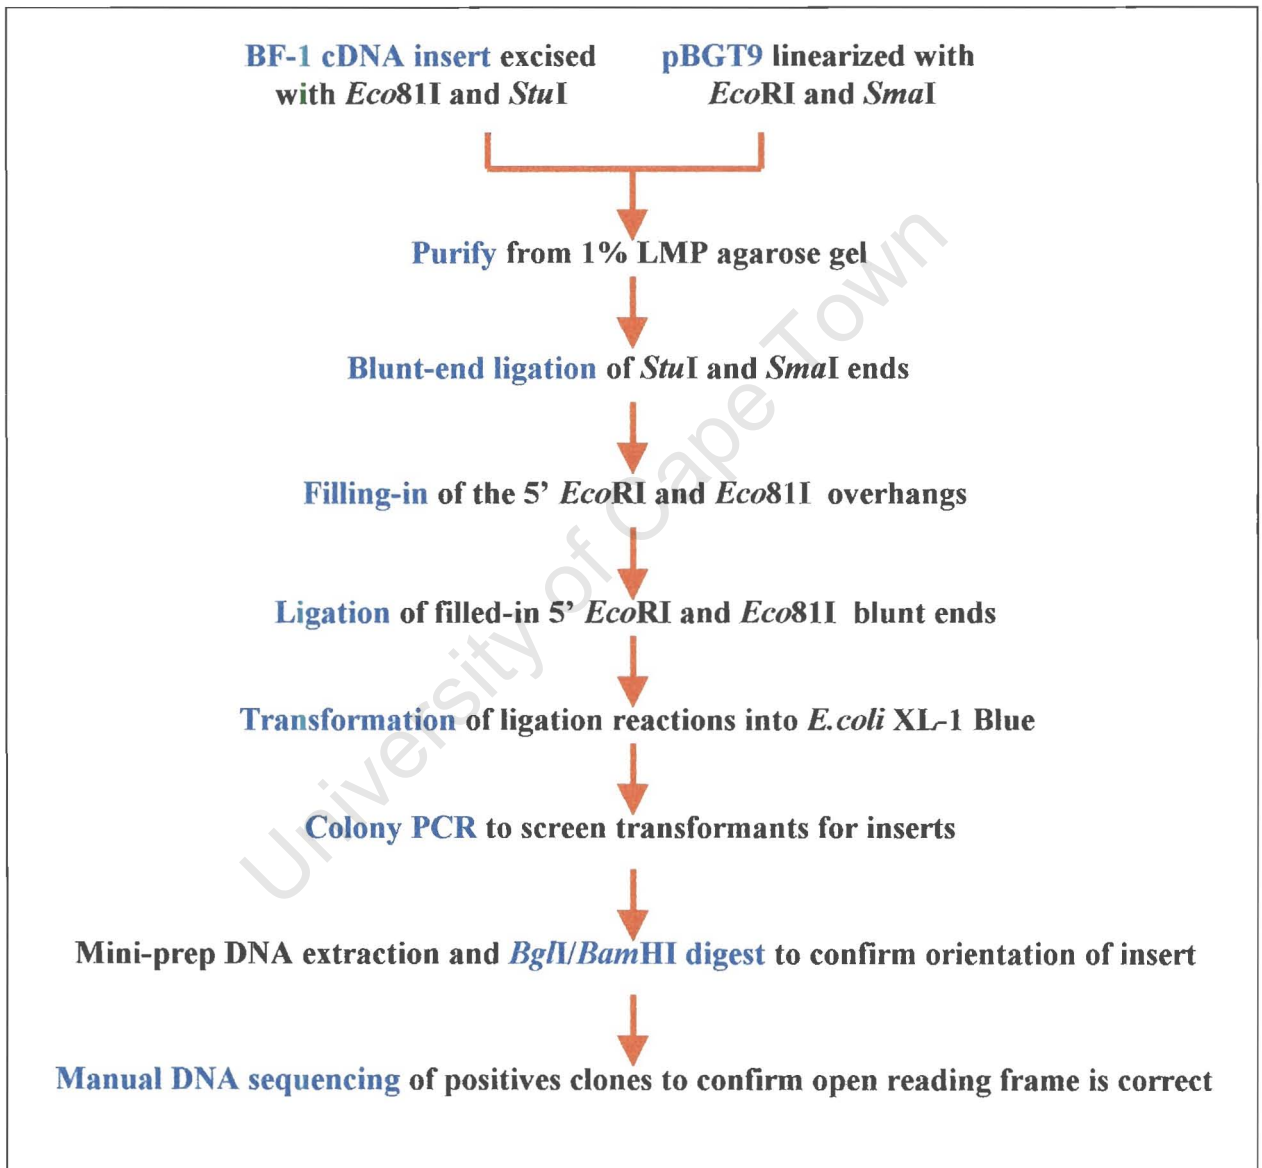 BF-1 cDNA insert excised
with Eco81I and StuI
pBGT9 linearized with
EcoRI and SmaI
Purify from 1% LMP agarose gel
Blunt-end ligation of StuI and SmaI ends
Filling-in of the 5’ EcoRI and Eco81I overhangs
Ligation of filled-in 5’ EcoRI and Eco81I blunt ends
Transformation of ligation reactions into E.coli XL-1 Blue
Colony PCR to screen transformants for inserts
Mini-prep DNA extraction and BglI/BamHI digest to confirm orientation of insert
Manual DNA sequencing of positives clones to confirm open reading frame is correct
University of Cape Town